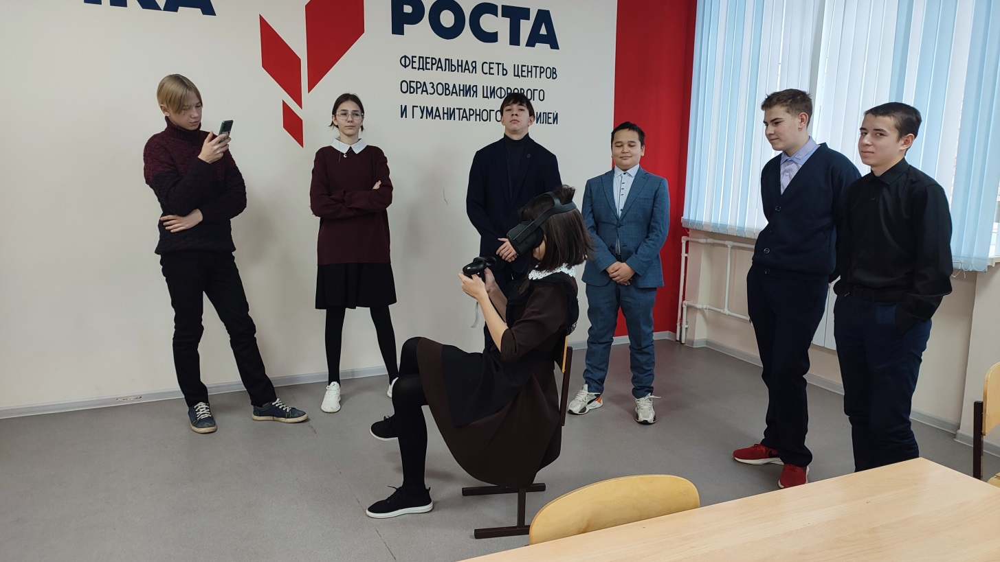 РОСТА
ФЕДЕРАЛЬНАЯ СЕТЬ ЦЕНТРОВ
ОБРАЗОВАНИЯ ЦИФРОВОГО
И ГУМАНИТАРНОГО